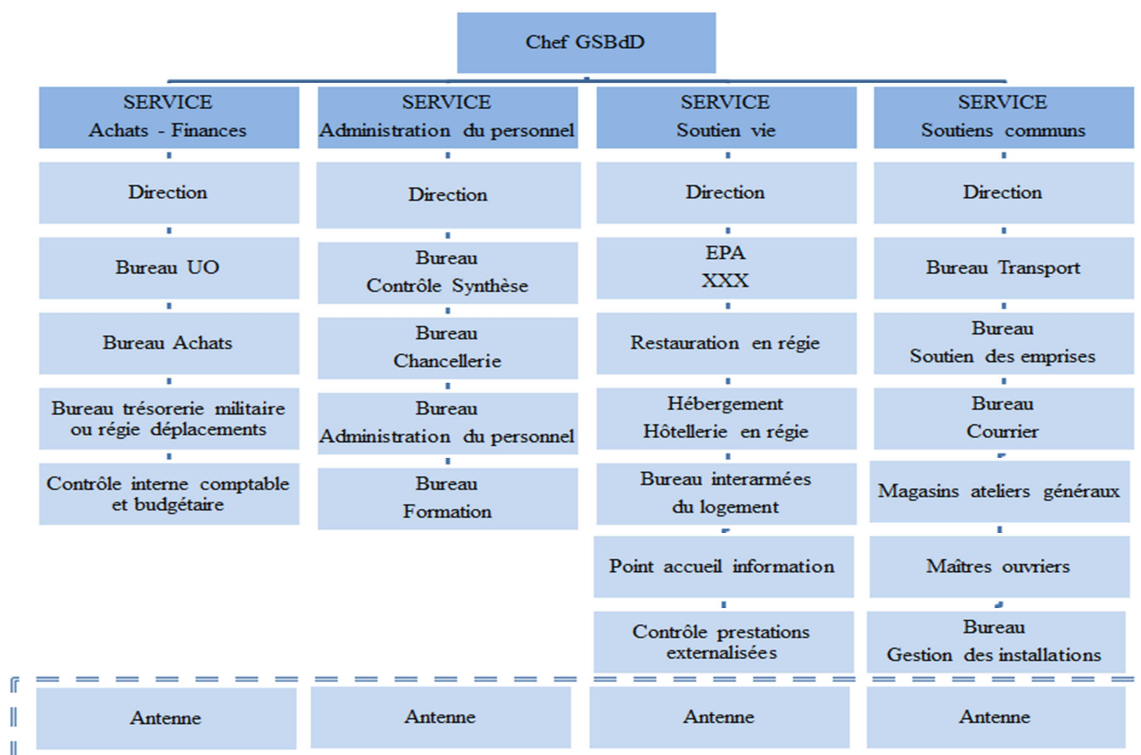 Chef GSBdD
SERVICE
Achats - Finances
Direction
Bureau UO
Bureau Achats
Bureau trésorerie militaire
ou régie déplacements
Contrôle interne comptable
et budgétaire
SERVICE
Administration du personnel
Direction
Bureau
Contrôle Synthèse
Bureau
Chancellerie
Bureau
Administration du personnel
Bureau
Formation
SERVICE
Soutien vie
Direction
EPA
XXX
Restauration en régie
Hébergement
Hôtellerie en régie
Bureau interarmées
du logement
Point accueil information
Contrôle prestations
externalisées
SERVICE
Soutiens communs
Direction
Bureau Transport
Bureau
Soutien des emprises
Bureau
Courrier
Magasins ateliers généraux
Maîtres ouvriers
Bureau
Gestion des installations
Antenne
Antenne
Antenne
Antenne